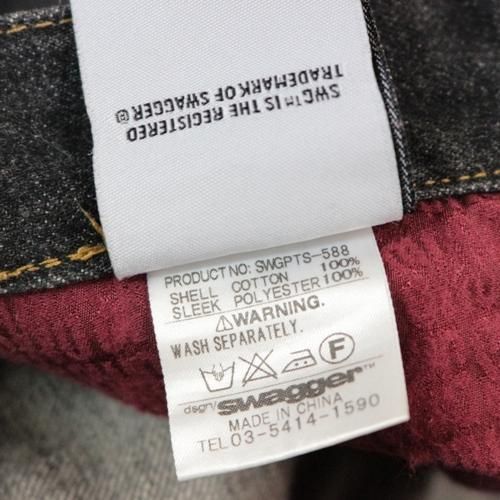 SWG™ IS THE REGISTERED
TRADEMARK OF SWAGGER®
PRODUCT NO: SWGPTS-588
SHELL COTTON 100%
SLEEK POLYESTER 100%
⚠WARNING.
WASH SEPARATELY.
F
dsgn/swagger™
MADE IN CHINA
TEL 03-5414-1590